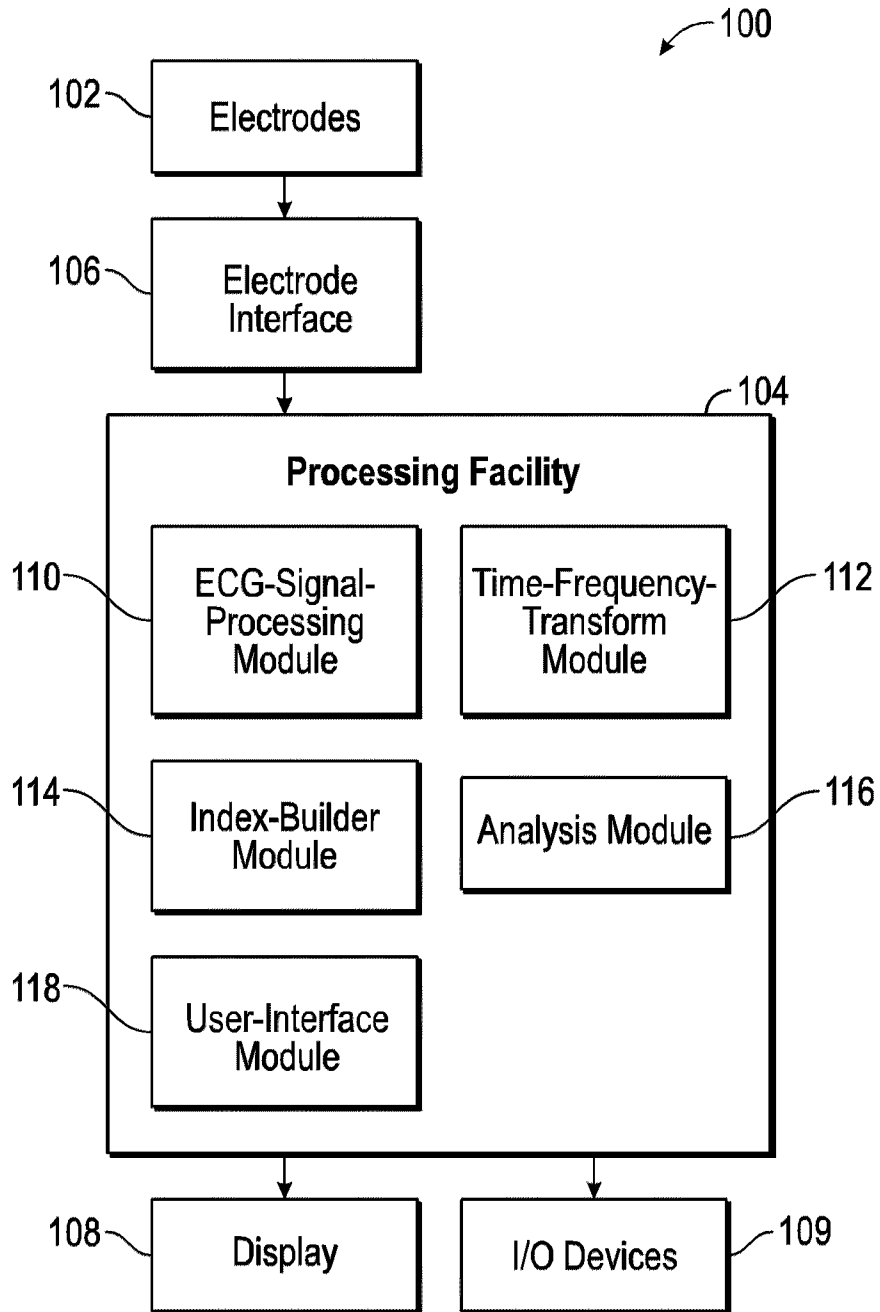 100
102
Electrodes
106
Electrode
Interface
104
Processing Facility
110
ECG-Signal-
Processing
Module
Time-Frequency-
Transform
Module
112
114
Index-Builder
Module
Analysis Module
116
118
User-Interface
Module
108
Display
I/O Devices
109